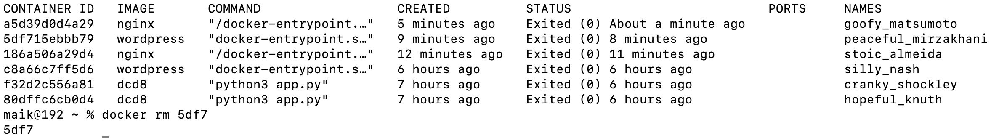 CONTAINER ID   IMAGE       COMMAND                  CREATED          STATUS                          PORTS     NAMES
a5d39d0d4a29   nginx       "/docker-entrypoint.…"   5 minutes ago    Exited (0) About a minute ago             goofy_matsumoto
5df715ebbb79   wordpress   "docker-entrypoint.s…"   9 minutes ago    Exited (0) 8 minutes ago                  peaceful_mirzakhani
186a506a29d4   nginx       "/docker-entrypoint.…"   12 minutes ago   Exited (0) 11 minutes ago                 stoic_almeida
c8a66c7ff5d6   wordpress   "docker-entrypoint.s…"   6 hours ago      Exited (0) 6 hours ago                    silly_nash
f32d2c556a81   dcd8        "python3 app.py"         7 hours ago      Exited (0) 6 hours ago                    cranky_shockley
80dffc6cb0d4   dcd8        "python3 app.py"         7 hours ago      Exited (0) 6 hours ago                    hopeful_knuth
maik@192 ~ % docker rm 5df7
5df7